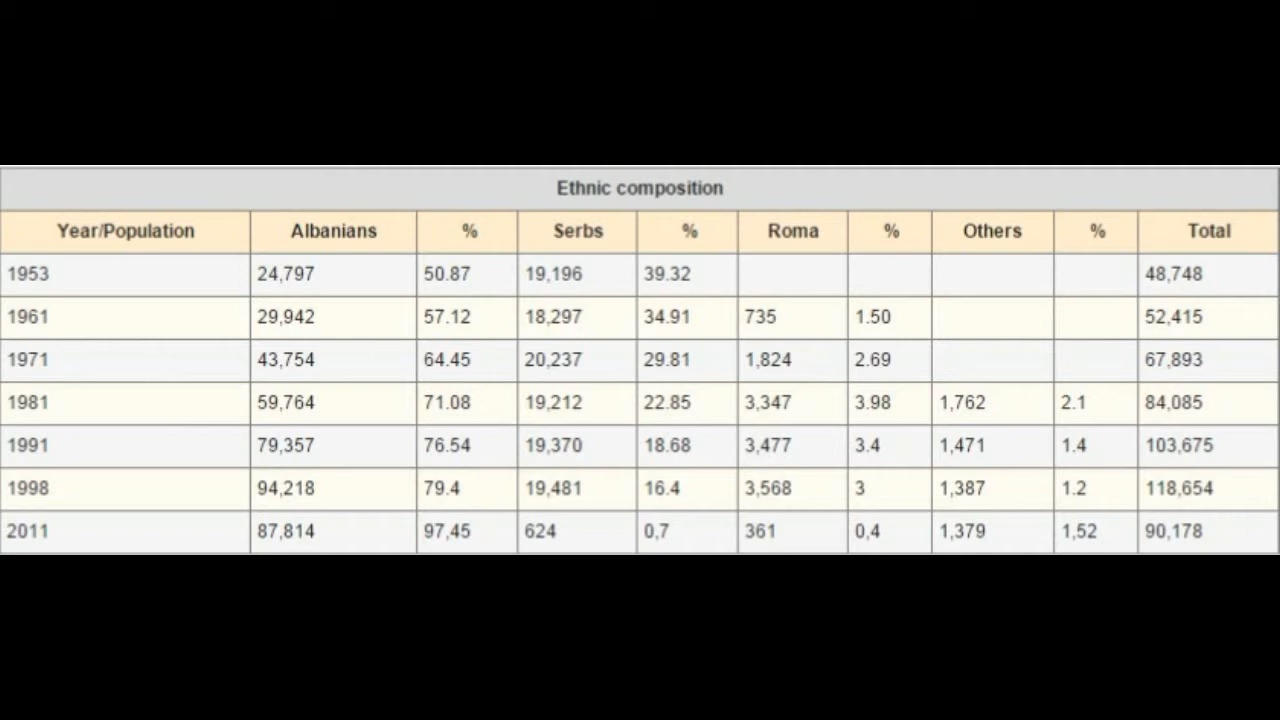 Ethnic composition
Year/Population Albanians % Serbs % Roma % Others % Total
1953 24,797 50.87 19,196 39.32 48,748
1961 29,942 57.12 18,297 34.91 735 1.50 52,415
1971 43,754 64.45 20,237 29.81 1,824 2.69 67,893
1981 59,764 71.08 19,212 22.85 3,347 3.98 1,762 2.1 84,085
1991 79,357 76.54 19,370 18.68 3,477 3.4 1,471 1.4 103,675
1998 94,218 79.4 19,481 16.4 3,568 3 1,387 1.2 118,654
2011 87,814 97,45 624 0,7 361 0,4 1,379 1,52 90,178